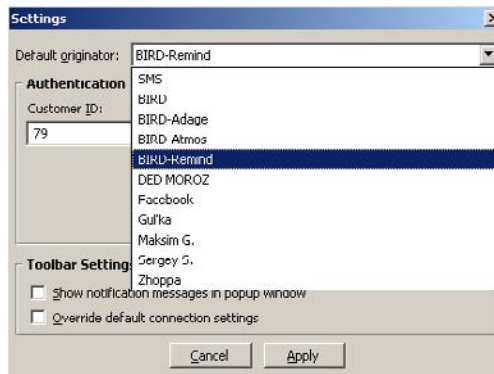 Settings
Default originator: BIRD-Remind
Authentication
Customer ID:
79
SMS
BIRD
BIRD-Adage
BIRD Atmos
BIRD-Remind
DED MOROZ
Facebook
Gul'ka
Maksim G.
Sergey S.
Zhoppa
Toolbar Setting
Show notification messages in popup window
Override default connection settings
Cancel Apply